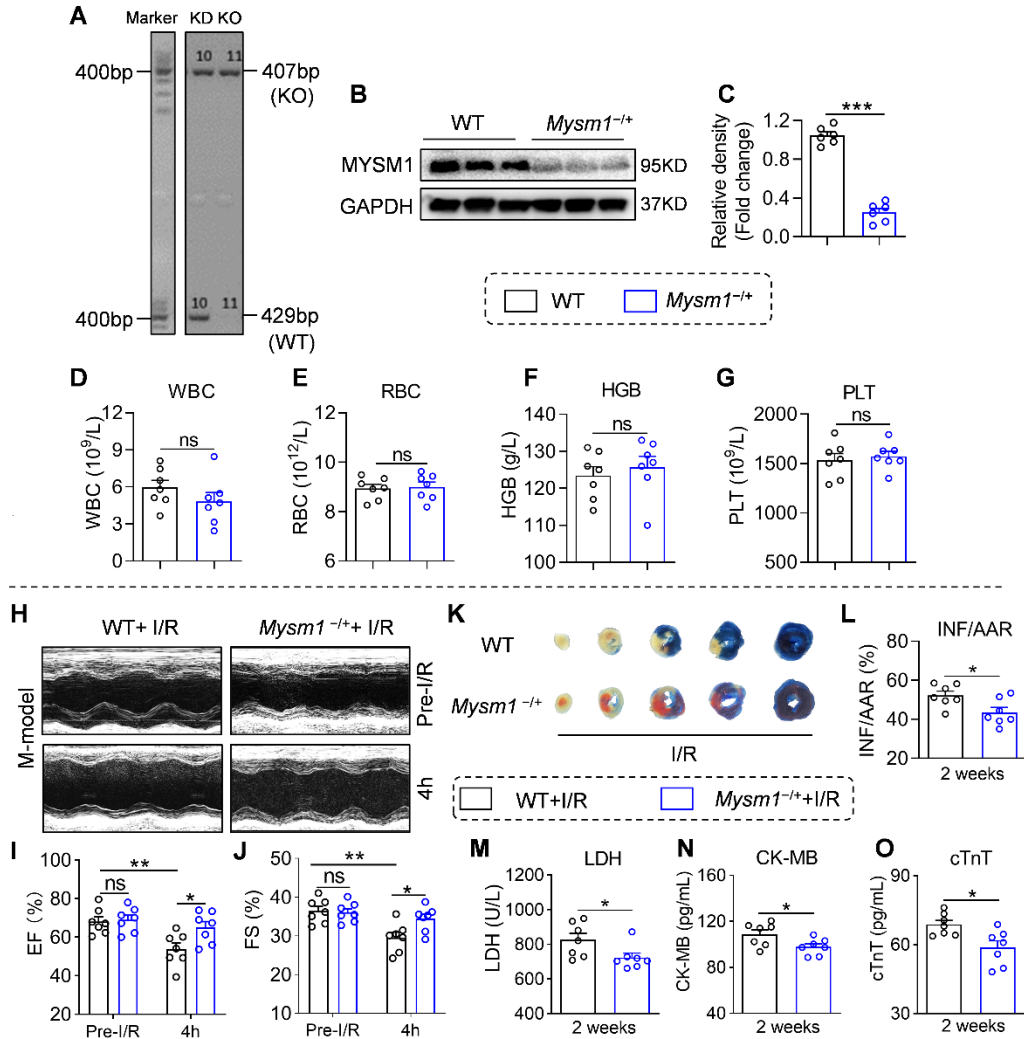 A
Marker KD KO
10 11
400bp
407bp
(KO)
10 11
400bp
429bp
(WT)
B
WT Mysm1⁻/⁺
MYSM1
95KD
GAPDH
37KD
C
***
Relative density
(Fold change)
1.2
0.8
0.4
0.0
WT Mysm1⁻/⁺
D
WBC
ns
WBC (10⁹/L)
12
9
6
3
0
E
RBC
ns
RBC (10¹²/L)
12
10
8
6
F
HGB
ns
HGB (g/L)
140
130
120
110
100
G
PLT
ns
PLT (10⁹/L)
2000
1500
1000
500
H
WT+ I/R Mysm1⁻/⁺+ I/R
M-model
Pre-I/R
4h
K
WT
Mysm1⁻/⁺
I/R
L
INF/AAR
*
INF/AAR (%)
80
60
40
20
2 weeks
WT+I/R Mysm1⁻/⁺+I/R
I
**
ns
*
EF (%)
100
80
60
40
20
Pre-I/R 4h
J
**
ns
*
FS (%)
50
40
30
20
10
Pre-I/R 4h
M
LDH
*
LDH (U/L)
1200
1000
800
600
400
2 weeks
N
CK-MB
*
CK-MB (pg/mL)
160
120
80
40
2 weeks
O
cTnT
*
cTnT (pg/mL)
90
60
30
2 weeks